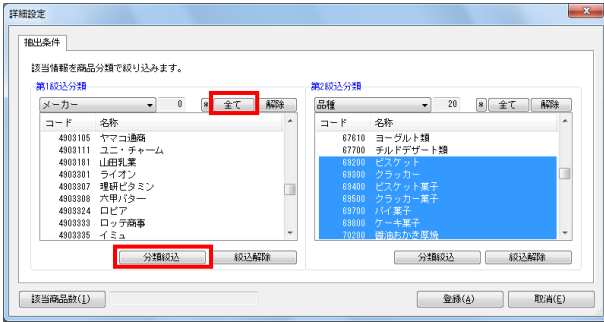 詳細設定
抽出条件
該当情報を商品分類で絞り込みます。
第1絞込分類
メーカー 0 * 全て 解除
コード 名称
4903105 ヤマコ通商
4903111 ユニ・チャーム
4903181 山田乳業
4903301 ライオン
4903307 理研ビタミン
4903308 六甲バター
4903324 ロピア
4903333 ロッテ商事
4903335 イミュ
分類絞込 絞込解除
第2絞込分類
品種 20 * 全て 解除
コード 名称
67610 ヨーグルト類
67700 チルドデザート類
69200 ビスケット
69300 クラッカー
69400 ビスケット菓子
69500 クラッカー菓子
69700 パイ菓子
69800 ケーキ菓子
70200 醤油おかき厚焼
分類絞込 絞込解除
該当商品数(I) 登録(A) 取消(E)